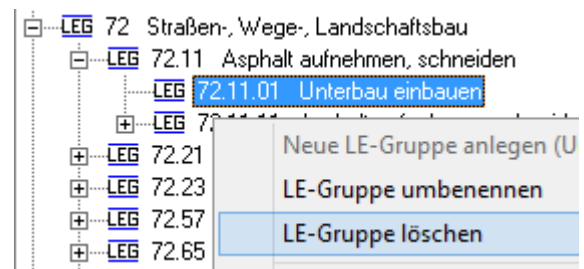 LEG 72 Straßen-, Wege-, Landschaftsbau
LEG 72.11 Asphalt aufnehmen, schneiden
LEG 72.11.01 Unterbau einbauen
LEG
LEG 72.21
Neue LE-Gruppe anlegen (U
LEG 72.23
LE-Gruppe umbenennen
LEG 72.57
LE-Gruppe löschen
LEG 72.65